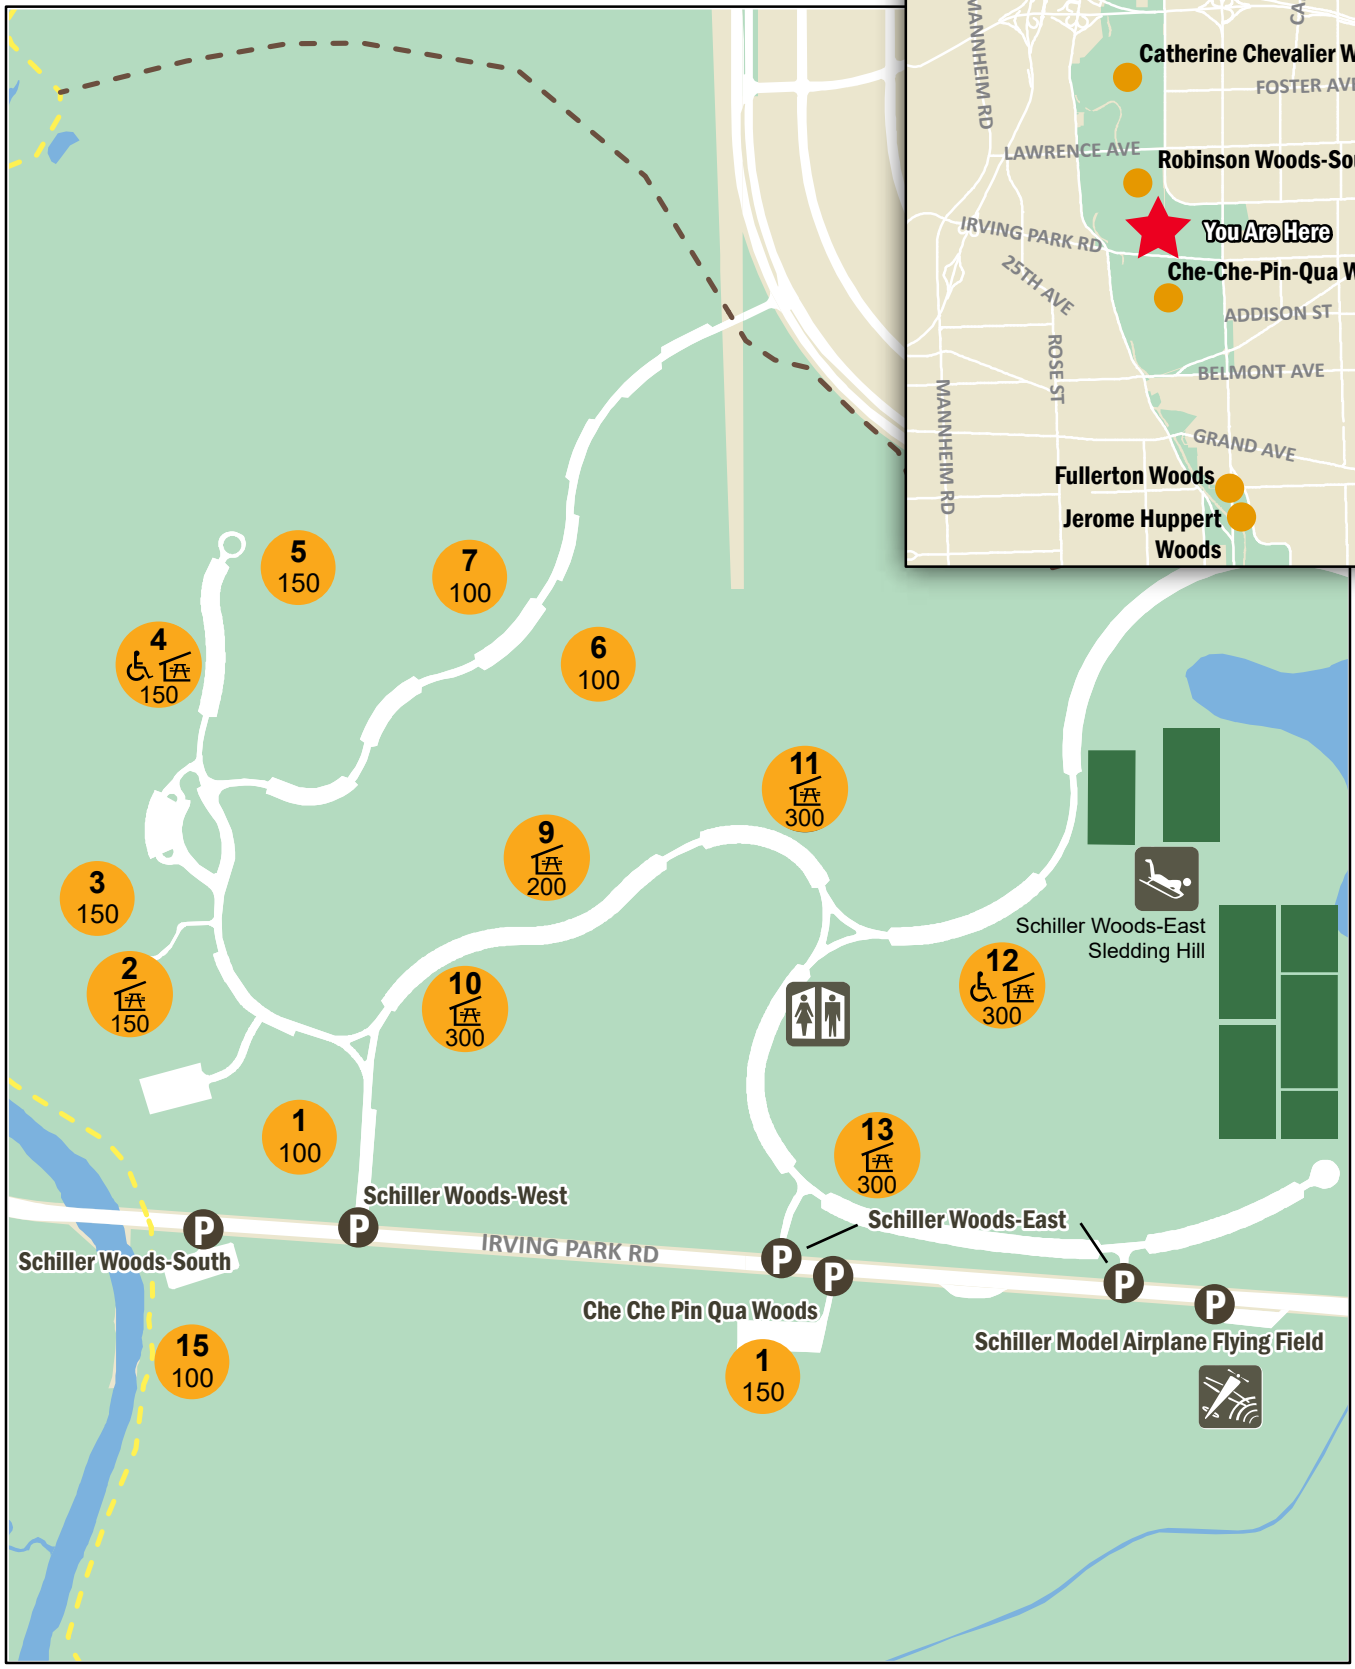 MANNHEIM RD
CA
Catherine Chevalier W
FOSTER AVE
LAWRENCE AVE
Robinson Woods-Sou
IRVING PARK RD
You Are Here
25TH AVE
Che-Che-Pin-Qua W
ADDISON ST
ROSE ST
BELMONT AVE
MANNHEIM RD
GRAND AVE
Fullerton Woods
Jerome Huppert
Woods
5
150
7
100
4
150
6
100
11
300
9
200
3
150
2
150
10
300
12
300
Schiller Woods-East
Sledding Hill
1
100
13
300
Schiller Woods-West
P
P
Schiller Woods-South
IRVING PARK RD
Schiller Woods-East
P
P
P
P
Che Che Pin Qua Woods
Schiller Model Airplane Flying Field
15
100
1
150